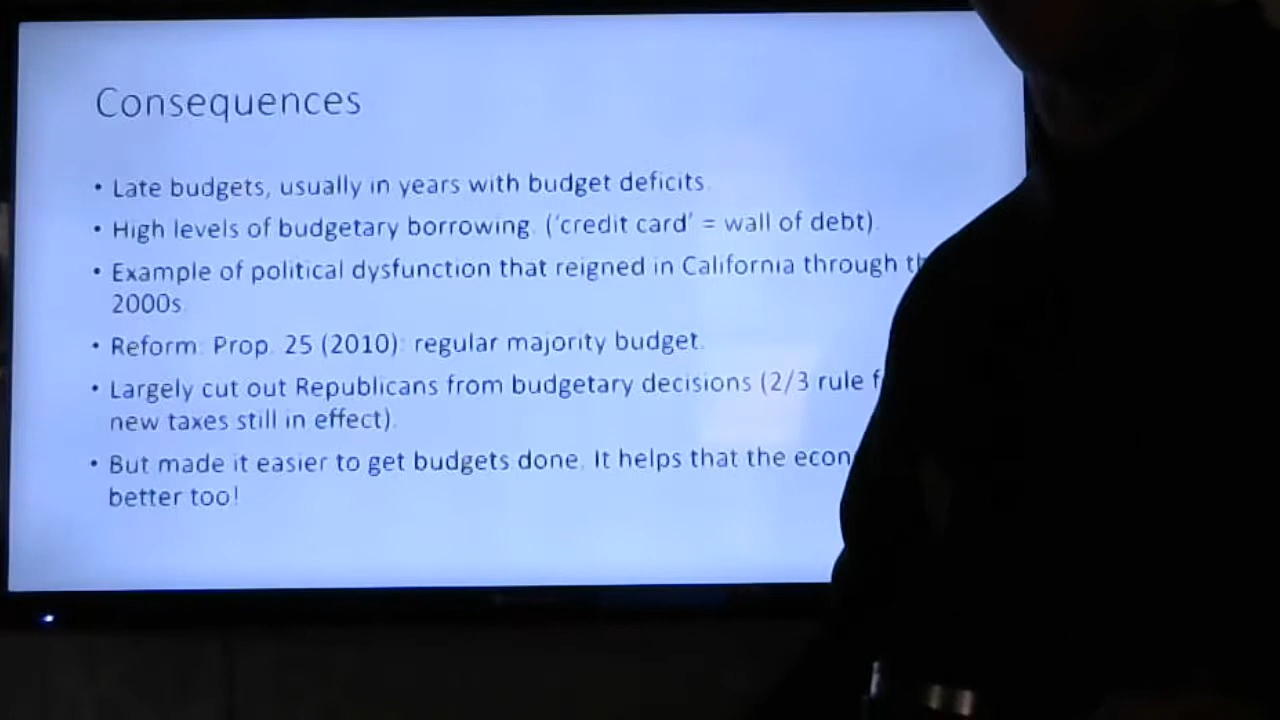 Consequences
• Late budgets, usually in years with budget deficits.
• High levels of budgetary borrowing. ('credit card' = wall of debt).
• Example of political dysfunction that reigned in California through
2000s.
• Reform: Prop. 25 (2010): regular majority budget.
• Largely cut out Republicans from budgetary decisions (2/3 rule
new taxes still in effect).
• But made it easier to get budgets done. It helps that the
better too!